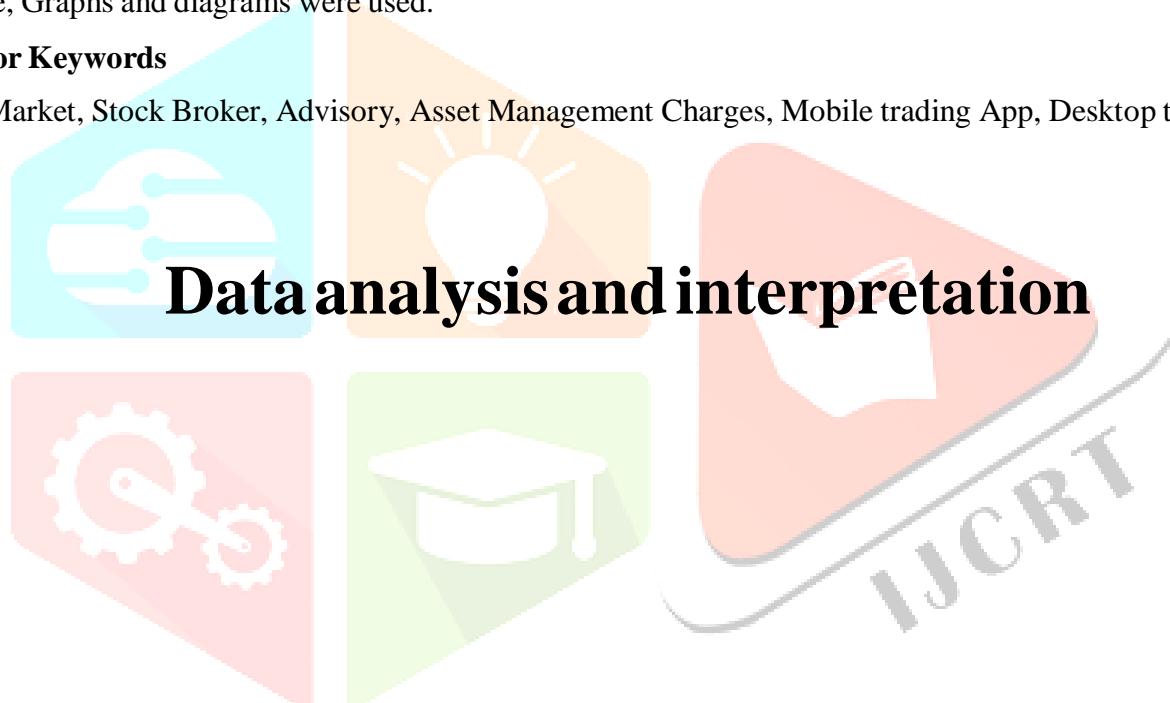 e, Graphs and diagrams were used.
or Keywords
Market, Stock Broker, Advisory, Asset Management Charges, Mobile trading App, Desktop t
Data analysis and interpretation
IJCRT